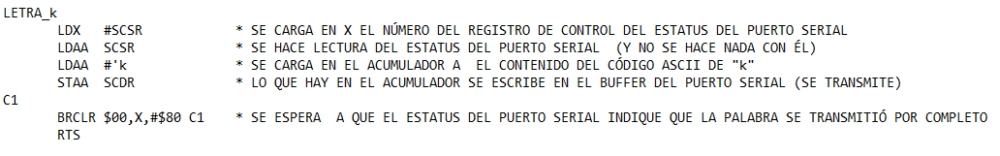 LETRA_k
LDX #SCSR * SE CARGA EN X EL NÚMERO DEL REGISTRO DE CONTROL DEL ESTATUS DEL PUERTO SERIAL
LDAA SCSR * SE HACE LECTURA DEL ESTATUS DEL PUERTO SERIAL (Y NO SE HACE NADA CON ÉL)
LDAA #'k * SE CARGA EN EL ACUMULADOR A EL CONTENIDO DEL CÓDIGO ASCII DE "k"
STAA SCDR * LO QUE HAY EN EL ACUMULADOR SE ESCRIBE EN EL BUFFER DEL PUERTO SERIAL (SE TRANSMITE)
C1
BRCLR $00,X,#$80 C1 * SE ESPERA A QUE EL ESTATUS DEL PUERTO SERIAL INDIQUE QUE LA PALABRA SE TRANSMITIÓ POR COMPLETO
RTS